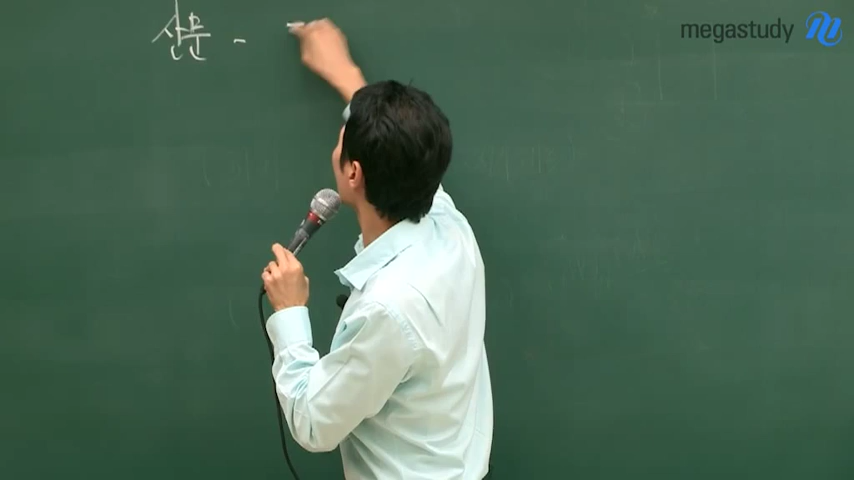 산문 -
megastudy